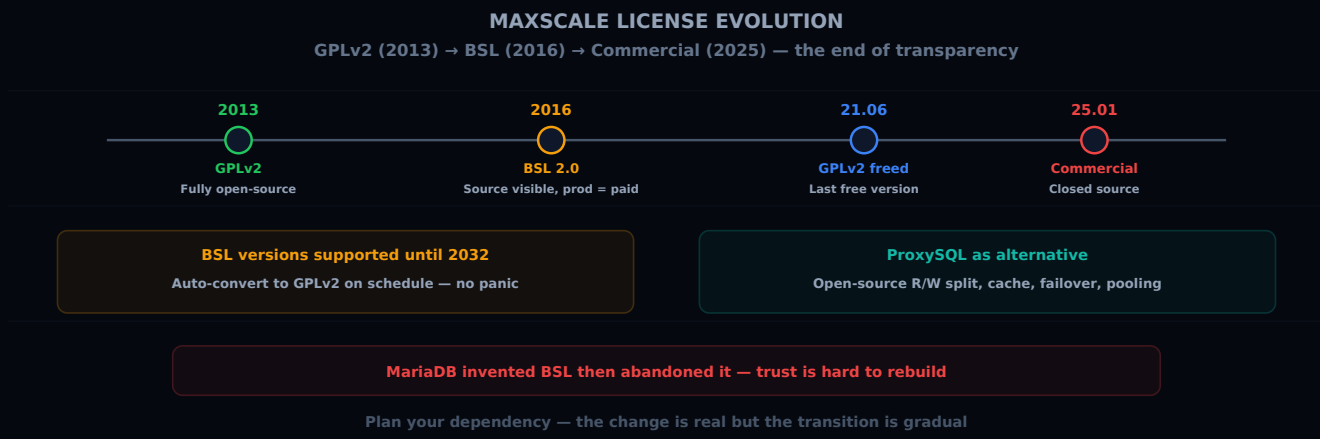 MAXSCALE LICENSE EVOLUTION
GPLv2 (2013) → BSL (2016) → Commercial (2025) — the end of transparency
2013
2016
21.06
25.01
GPLv2
BSL 2.0
GPLv2 freed
Commercial
Fully open-source
Source visible, prod = paid
Last free version
Closed source
BSL versions supported until 2032
Auto-convert to GPLv2 on schedule — no panic
ProxySQL as alternative
Open-source R/W split, cache, failover, pooling
MariaDB invented BSL then abandoned it — trust is hard to rebuild
Plan your dependency — the change is real but the transition is gradual